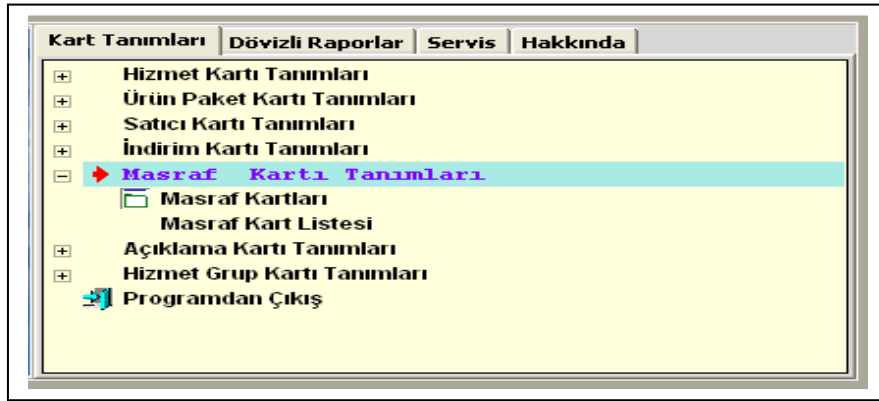 Kart Tanımları Dövizli Raporlar Servis Hakkında
Hizmet Kartı Tanımları
Ürün Paket Kartı Tanımları
Satıcı Kartı Tanımları
İndirim Kartı Tanımları
Masraf Kartı Tanımları
Masraf Kartları
Masraf Kart Listesi
Açıklama Kartı Tanımları
Hizmet Grup Kartı Tanımları
Programdan Çıkış